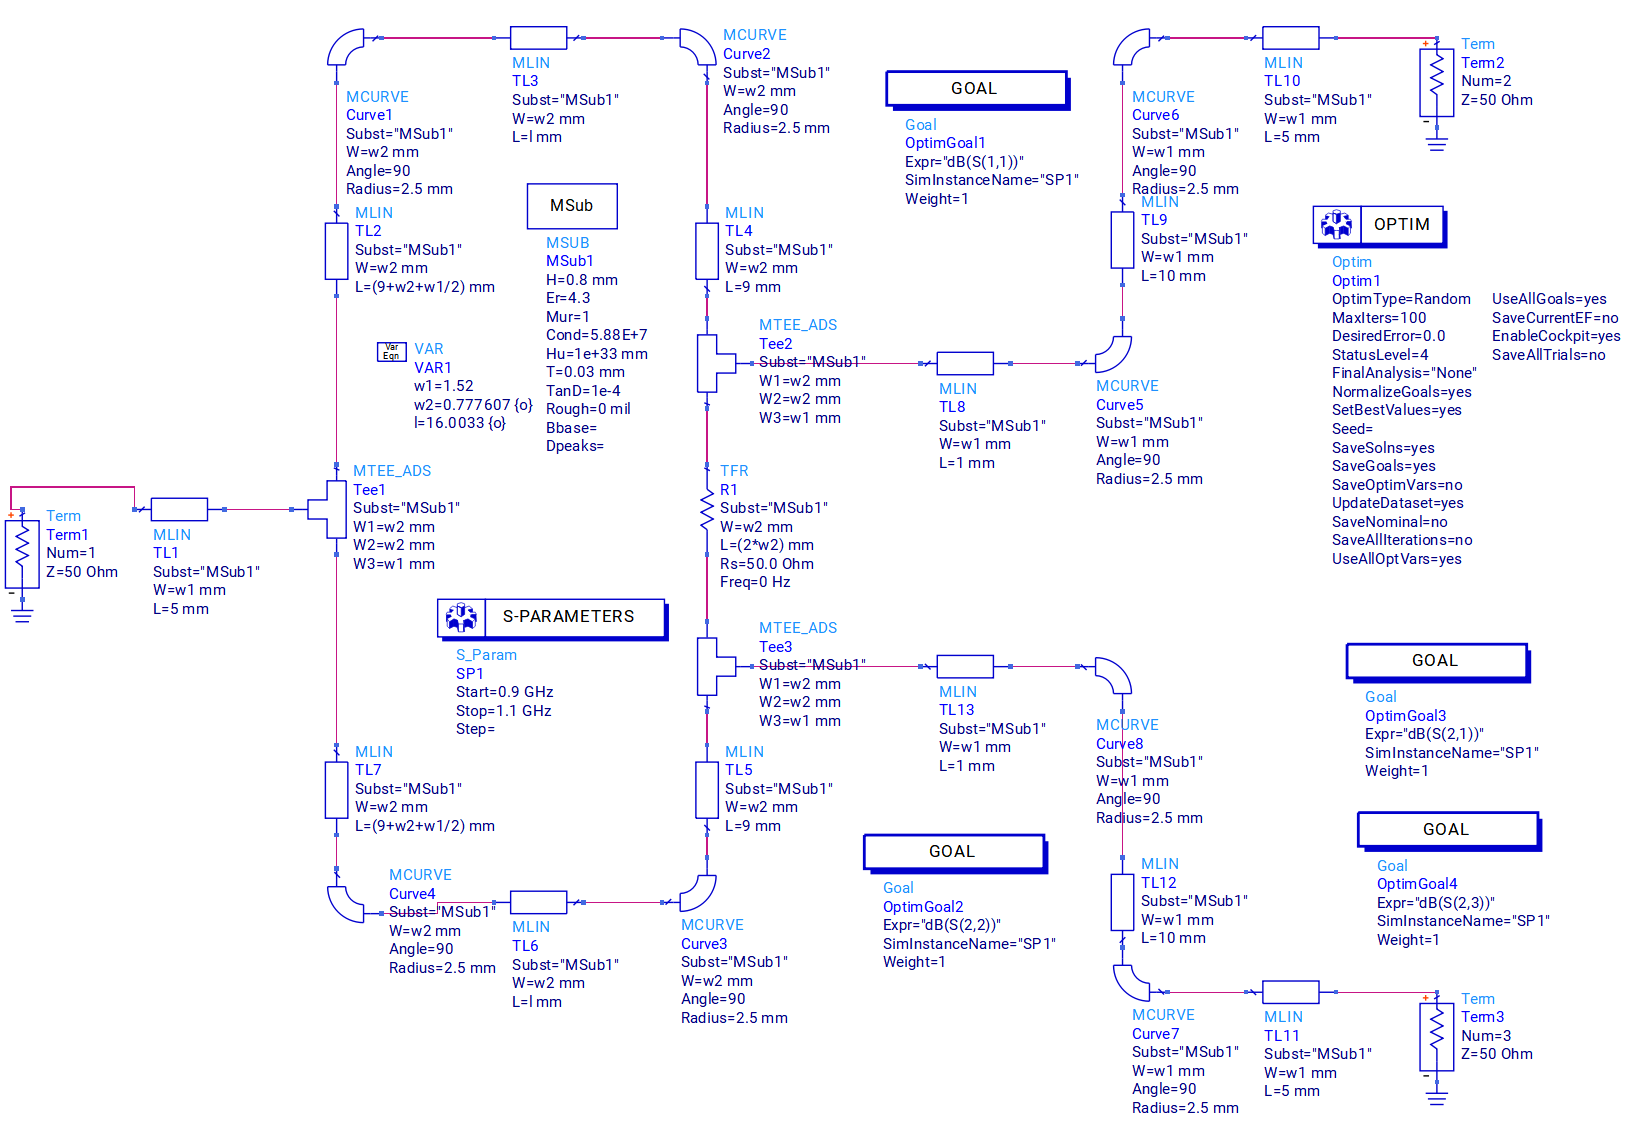 MCURVE
Curve1
Subst="MSub1"
W=w2 mm
Angle=90
Radius=2.5 mm
MLIN
TL3
Subst="MSub1"
W=w2 mm
L=l mm
MCURVE
Curve2
Subst="MSub1"
W=w2 mm
Angle=90
Radius=2.5 mm
GOAL
Goal
OptimGoal1
Expr="dB(S(1,1))"
SimInstanceName="SP1"
Weight=1
MCURVE
Curve6
Subst="MSub1"
W=w1 mm
Angle=90
Radius=2.5 mm
MLIN
TL10
Subst="MSub1"
W=w1 mm
L=5 mm
+
Term
Term2
Num=2
Z=50 Ohm
-
MLIN
TL2
Subst="MSub1"
W=w2 mm
L=(9+w2+w1/2) mm
MSub
MSUB
MSub1
H=0.8 mm
Er=4.3
Mur=1
Cond=5.88E+7
Hu=1e+33 mm
T=0.03 mm
TanD=1e-4
Rough=0 mil
Bbase=
Dpeaks=
MLIN
TL4
Subst="MSub1"
W=w2 mm
L=9 mm
MLIN
TL9
Subst="MSub1"
W=w1 mm
L=10 mm
OPTIM
Optim
Optim1
OptimType=Random
MaxIters=100
DesiredError=0.0
StatusLevel=4
FinalAnalysis="None"
NormalizeGoals=yes
SetBestValues=yes
Seed=
SaveSolns=yes
SaveGoals=yes
SaveOptimVars=no
UpdateDataset=yes
SaveNominal=no
SaveAllIterations=no
UseAllOptVars=yes
UseAllGoals=yes
SaveCurrentEF=no
EnableCockpit=yes
SaveAllTrials=no
Var
Eqn
VAR
VAR1
w1=1.52
w2=0.777607 {o}
l=16.0033 {o}
MTEE_ADS
Tee2
Subst="MSub1"
W1=w2 mm
W2=w2 mm
W3=w1 mm
MLIN
TL8
Subst="MSub1"
W=w1 mm
L=1 mm
MCURVE
Curve5
Subst="MSub1"
W=w1 mm
Angle=90
Radius=2.5 mm
+
Term
Term1
Num=1
Z=50 Ohm
-
MLIN
TL1
Subst="MSub1"
W=w1 mm
L=5 mm
MTEE_ADS
Tee1
Subst="MSub1"
W1=w2 mm
W2=w2 mm
W3=w1 mm
TFR
R1
Subst="MSub1"
W=w2 mm
L=(2*w2) mm
Rs=50.0 Ohm
Freq=0 Hz
S-PARAMETERS
S_Param
SP1
Start=0.9 GHz
Stop=1.1 GHz
Step=
MTEE_ADS
Tee3
Subst="MSub1"
W1=w2 mm
W2=w2 mm
W3=w1 mm
MLIN
TL13
Subst="MSub1"
W=w1 mm
L=1 mm
MCURVE
Curve8
Subst="MSub1"
W=w1 mm
Angle=90
Radius=2.5 mm
GOAL
Goal
OptimGoal3
Expr="dB(S(2,1))"
SimInstanceName="SP1"
Weight=1
MLIN
TL7
Subst="MSub1"
W=w2 mm
L=(9+w2+w1/2) mm
MLIN
TL5
Subst="MSub1"
W=w2 mm
L=9 mm
GOAL
Goal
OptimGoal2
Expr="dB(S(2,2))"
SimInstanceName="SP1"
Weight=1
GOAL
Goal
OptimGoal4
Expr="dB(S(2,3))"
SimInstanceName="SP1"
Weight=1
MCURVE
Curve4
Subst="MSub1"
W=w2 mm
Angle=90
Radius=2.5 mm
MLIN
TL6
Subst="MSub1"
W=w2 mm
L=l mm
MCURVE
Curve3
Subst="MSub1"
W=w2 mm
Angle=90
Radius=2.5 mm
MLIN
TL12
Subst="MSub1"
W=w1 mm
L=10 mm
MCURVE
Curve7
Subst="MSub1"
W=w1 mm
Angle=90
Radius=2.5 mm
MLIN
TL11
Subst="MSub1"
W=w1 mm
L=5 mm
+
Term
Term3
Num=3
Z=50 Ohm
-